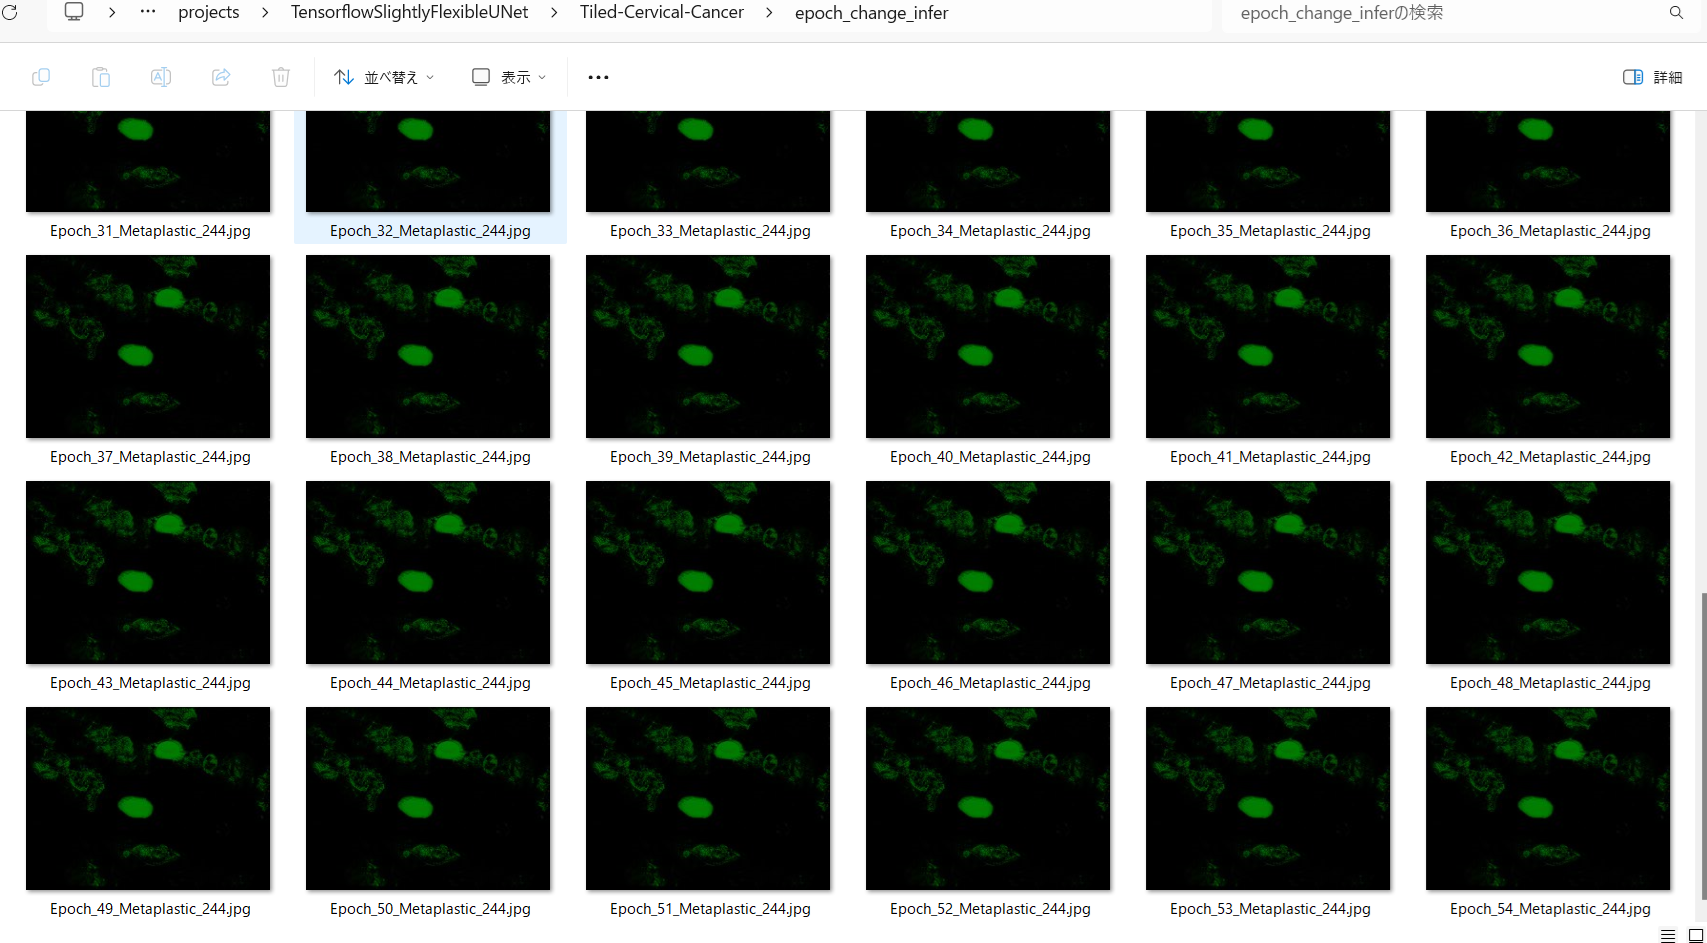 projects > TensorflowSlightlyFlexibleUNet > Tiled-Cervical-Cancer > epoch_change_infer
epoch_change_inferの検索
並べ替え 表示 詳細
Epoch_31_Metaplastic_244.jpg Epoch_32_Metaplastic_244.jpg Epoch_33_Metaplastic_244.jpg Epoch_34_Metaplastic_244.jpg Epoch_35_Metaplastic_244.jpg Epoch_36_Metaplastic_244.jpg
Epoch_37_Metaplastic_244.jpg Epoch_38_Metaplastic_244.jpg Epoch_39_Metaplastic_244.jpg Epoch_40_Metaplastic_244.jpg Epoch_41_Metaplastic_244.jpg Epoch_42_Metaplastic_244.jpg
Epoch_43_Metaplastic_244.jpg Epoch_44_Metaplastic_244.jpg Epoch_45_Metaplastic_244.jpg Epoch_46_Metaplastic_244.jpg Epoch_47_Metaplastic_244.jpg Epoch_48_Metaplastic_244.jpg
Epoch_49_Metaplastic_244.jpg Epoch_50_Metaplastic_244.jpg Epoch_51_Metaplastic_244.jpg Epoch_52_Metaplastic_244.jpg Epoch_53_Metaplastic_244.jpg Epoch_54_Metaplastic_244.jpg